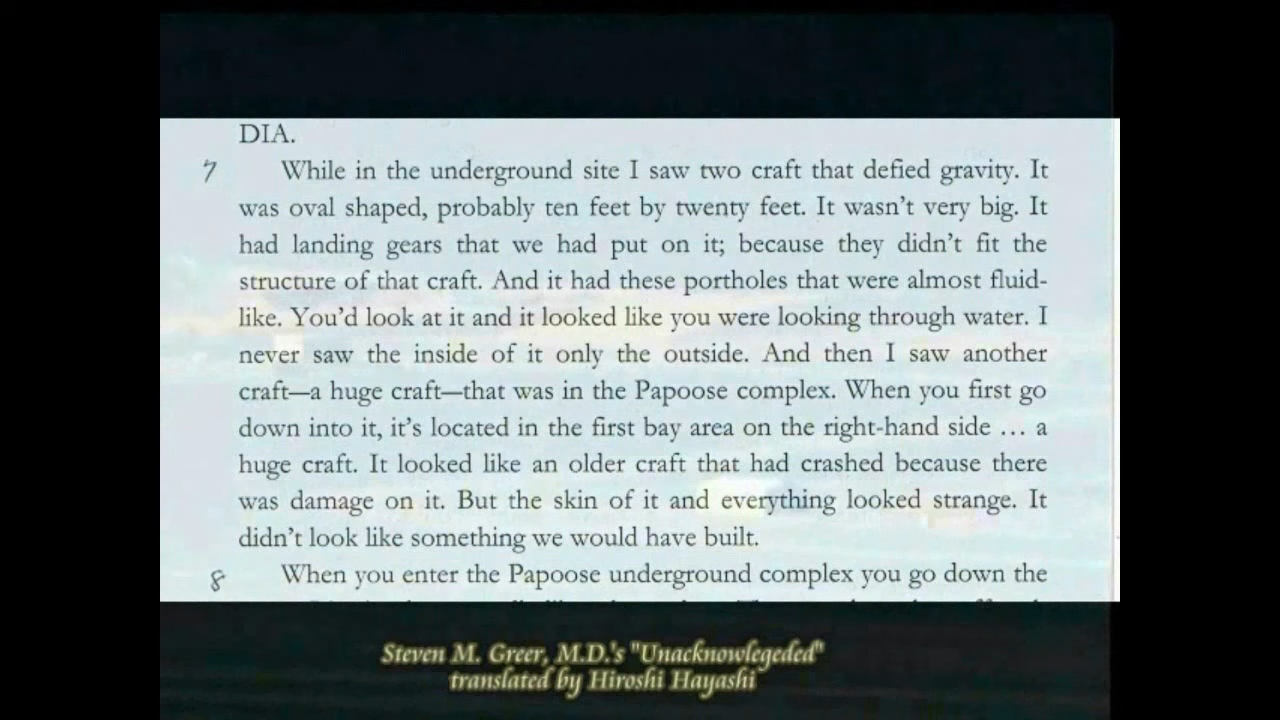 DIA.
7 While in the underground site I saw two craft that defied gravity. It
was oval shaped, probably ten feet by twenty feet. It wasn't very big. It
had landing gears that we had put on it; because they didn't fit the
structure of that craft. And it had these portholes that were almost fluid-
like. You'd look at it and it looked like you were looking through water. I
never saw the inside of it only the outside. And then I saw another
craft—a huge craft—that was in the Papoose complex. When you first go
down into it, it's located in the first bay area on the right-hand side … a
huge craft. It looked like an older craft that had crashed because there
was damage on it. But the skin of it and everything looked strange. It
didn't look like something we would have built.
8 When you enter the Papoose underground complex you go down the
Steven M. Greer, M.D.'s "Unacknowlegeded"
translated by Hiroshi Hayashi